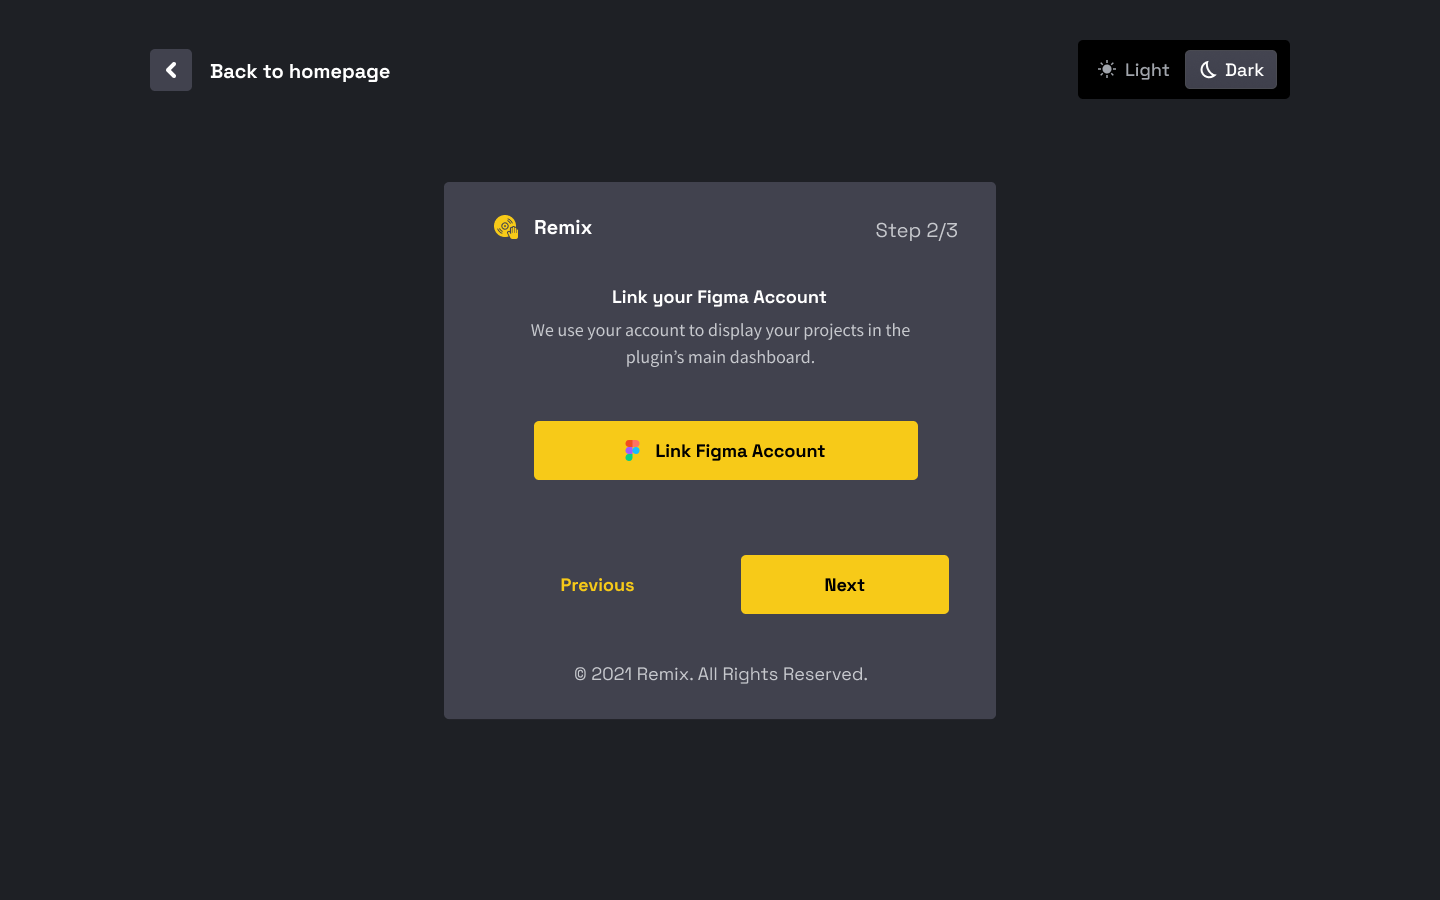 Back to homepage
Light
Dark
Remix
Step 2/3
Link your Figma Account
We use your account to display your projects in the
plugin’s main dashboard.
Link Figma Account
Previous
Next
© 2021 Remix. All Rights Reserved.